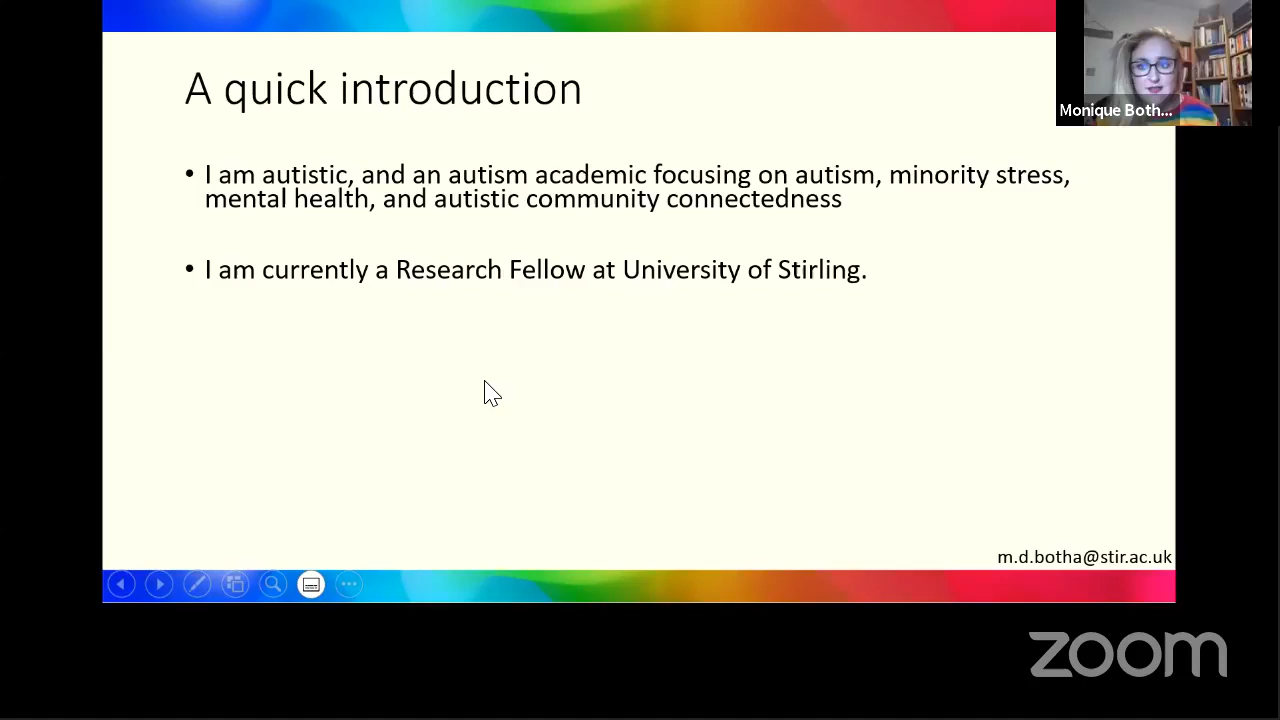 A quick introduction
Monique Both...
• I am autistic, and an autism academic focusing on autism, minority stress,
mental health, and autistic community connectedness
• I am currently a Research Fellow at University of Stirling.
m.d.botha@stir.ac.uk
zoom